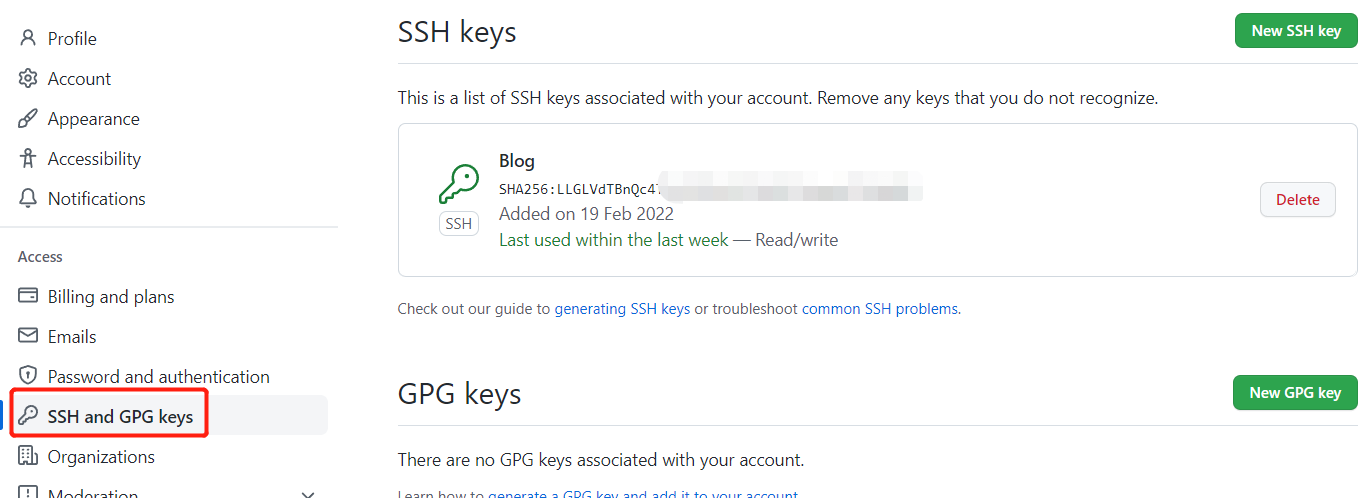 Profile
Account
Appearance
Accessibility
Notifications
Access
Billing and plans
Emails
Password and authentication
SSH and GPG keys
Organizations
Moderation
SSH keys
New SSH key
This is a list of SSH keys associated with your account. Remove any keys that you do not recognize.
Blog
SHA256:LLGLVdTBnQc4
SSH
Added on 19 Feb 2022
Last used within the last week — Read/write
Delete
Check out our guide to generating SSH keys or troubleshoot common SSH problems.
GPG keys
New GPG key
There are no GPG keys associated with your account.
Learn how to generate a GPG key and add it to your account